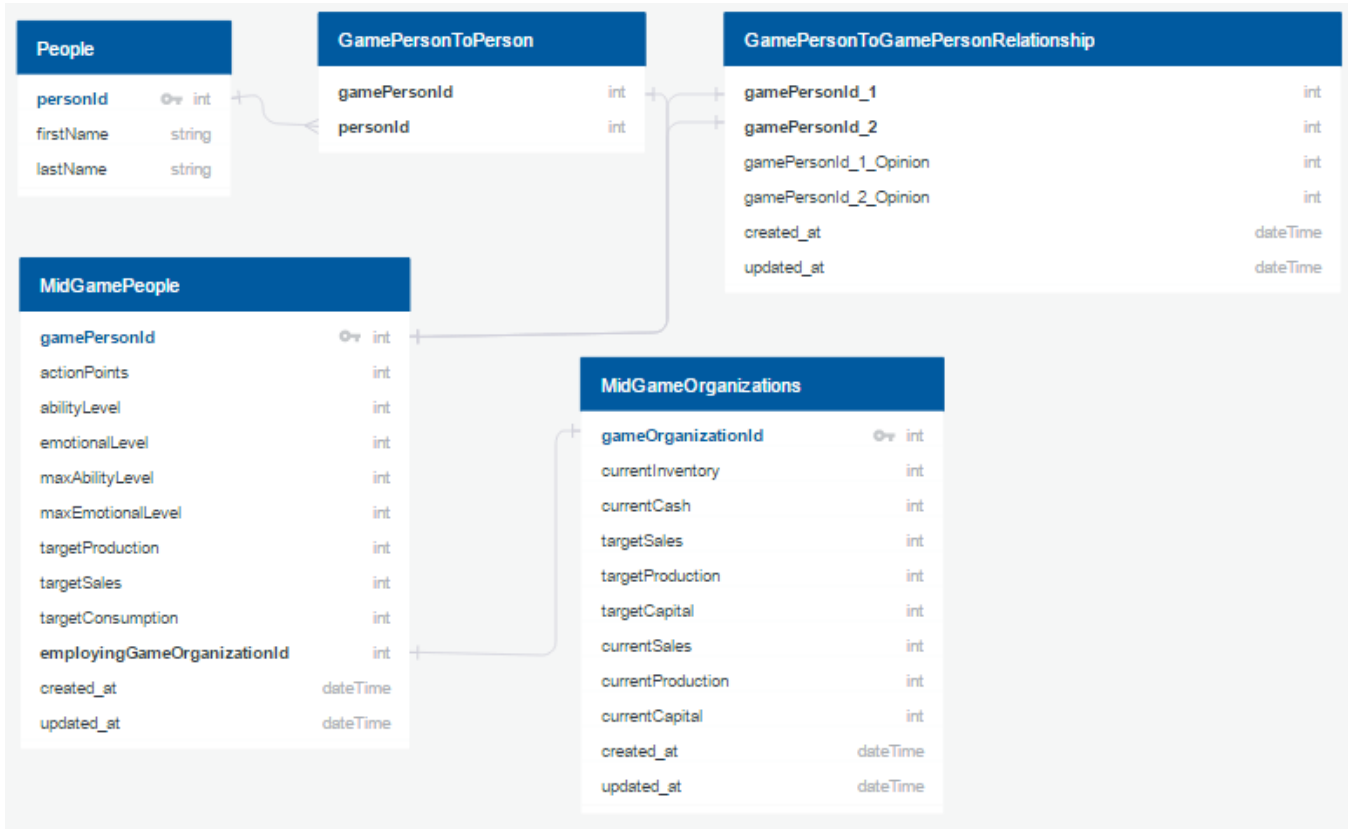 People
personId int
firstName string
lastName string
GamePersonToPerson
gamePersonId int
personId int
GamePersonToGamePersonRelationship
gamePersonId_1 int
gamePersonId_2 int
gamePersonId_1_Opinion int
gamePersonId_2_Opinion int
created_at dateTime
updated_at dateTime
MidGamePeople
gamePersonId int
actionPoints int
abilityLevel int
emotionalLevel int
maxAbilityLevel int
maxEmotionalLevel int
targetProduction int
targetSales int
targetConsumption int
employingGameOrganizationId int
created_at dateTime
updated_at dateTime
MidGameOrganizations
gameOrganizationId int
currentInventory int
currentCash int
targetSales int
targetProduction int
targetCapital int
currentSales int
currentProduction int
currentCapital int
created_at dateTime
updated_at dateTime